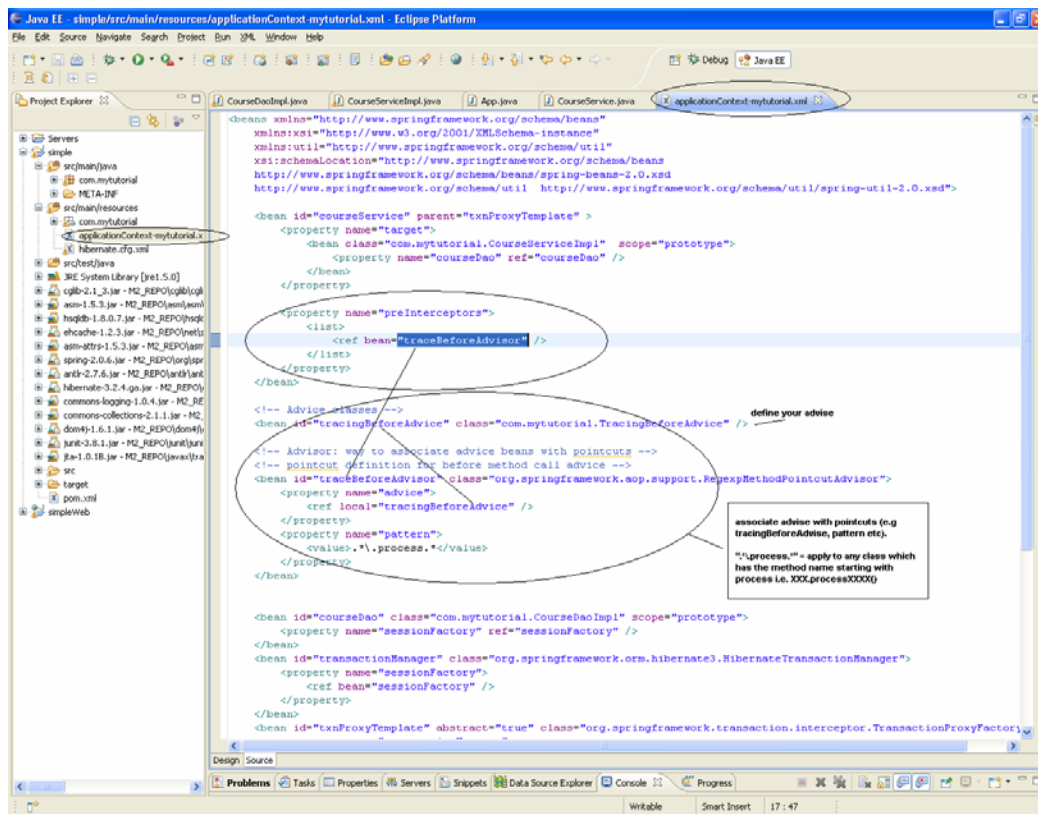 Java EE - simple/src/main/resources/applicationContext-mytutorial.xml - Eclipse Platform
File Edit Source Navigate Search Project Run XML Window Help
Debug Java EE
Project Explorer
CourseDaoImpl.java CourseServiceImpl.java App.java CourseService.java applicationContext-mytutorial.xml
Servers
simple
src/main/java
com.mytutorial
META-INF
src/main/resources
com.mytutorial
applicationContext-mytutorial.x
hibernate.cfg.xml
src/test/java
JRE System Library [jre1.5.0]
cglib-2.1_3.jar - M2_REPO\cglib\cgl
asm-1.5.3.jar - M2_REPO\asm\asm\
hsqldb-1.8.0.7.jar - M2_REPO\hsqld
ehcache-1.2.3.jar - M2_REPO\net\s
asm-attrs-1.5.3.jar - M2_REPO\asm
spring-2.0.6.jar - M2_REPO\org\spr
antlr-2.7.6.jar - M2_REPO\antlr\ant
hibernate-3.2.4.ga.jar - M2_REPO\
commons-logging-1.0.4.jar - M2_RE
commons-collections-2.1.1.jar - M2_
dom4j-1.6.1.jar - M2_REPO\dom4j\
junit-3.8.1.jar - M2_REPO\junit\juni
jta-1.0.1B.jar - M2_REPO\javax\tra
src
target
pom.xml
simpleWeb
<beans xmlns="http://www.springframework.org/schema/beans"
xmlns:xsi="http://www.w3.org/2001/XMLSchema-instance"
xmlns:util="http://www.springframework.org/schema/util"
xsi:schemaLocation="http://www.springframework.org/schema/beans
http://www.springframework.org/schema/beans/spring-beans-2.0.xsd
http://www.springframework.org/schema/util http://www.springframework.org/schema/util/spring-util-2.0.xsd">
<bean id="courseService" parent="txnProxyTemplate" >
<property name="target">
<bean class="com.mytutorial.CourseServiceImpl" scope="prototype">
<property name="courseDao" ref="courseDao" />
</bean>
</property>
<property name="preInterceptors">
<list>
<ref bean="traceBeforeAdvisor" />
</list>
</property>
</bean>
<!-- Advice classes -->
<bean id="tracingBeforeAdvice" class="com.mytutorial.TracingBeforeAdvice" />
define your advise
<!-- Advisor: way to associate advice beans with pointcuts -->
<!-- pointcut definition for before method call advice -->
<bean id="traceBeforeAdvisor" class="org.springframework.aop.support.RegexpMethodPointcutAdvisor">
<property name="advice">
<ref local="tracingBeforeAdvice" />
</property>
<property name="pattern">
<value>.*\.process.*</value>
</property>
</bean>
associate advise with pointcuts (e.g
tracingBeforeAdvise, pattern etc).
".*\.process.*" = apply to any class which
has the method name starting with
process i.e. XXX.processXXXX()
<bean id="courseDao" class="com.mytutorial.CourseDaoImpl" scope="prototype">
<property name="sessionFactory" ref="sessionFactory" />
</bean>
<bean id="transactionManager" class="org.springframework.orm.hibernate3.HibernateTransactionManager">
<property name="sessionFactory">
<ref bean="sessionFactory" />
</property>
</bean>
<bean id="txnProxyTemplate" abstract="true" class="org.springframework.transaction.interceptor.TransactionProxyFactory
Design Source
Problems Tasks Properties Servers Snippets Data Source Explorer Console Progress
Writable Smart Insert 17 : 47